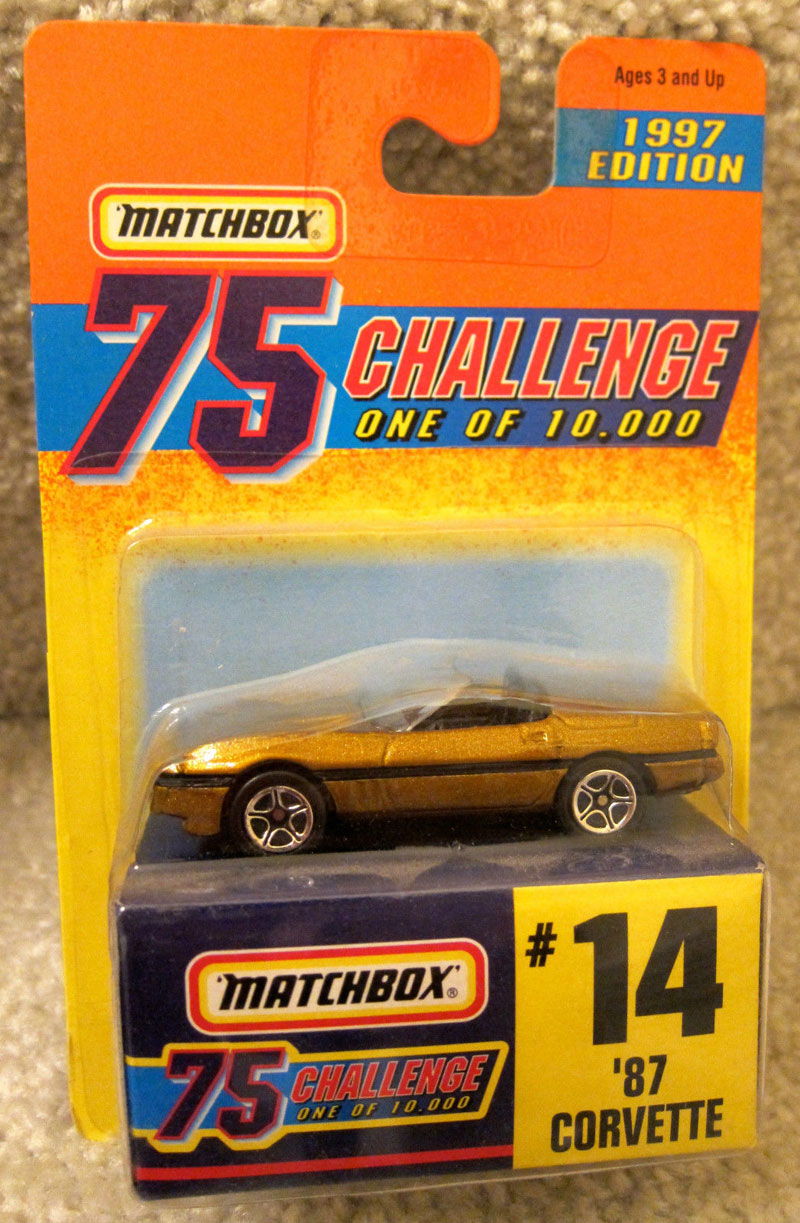 Ages 3 and Up
1997
EDITION
'MATCHBOX'®
75
CHALLENGE
ONE OF 10.000
'MATCHBOX'®
75
CHALLENGE
ONE OF 10.000
#14
'87
CORVETTE